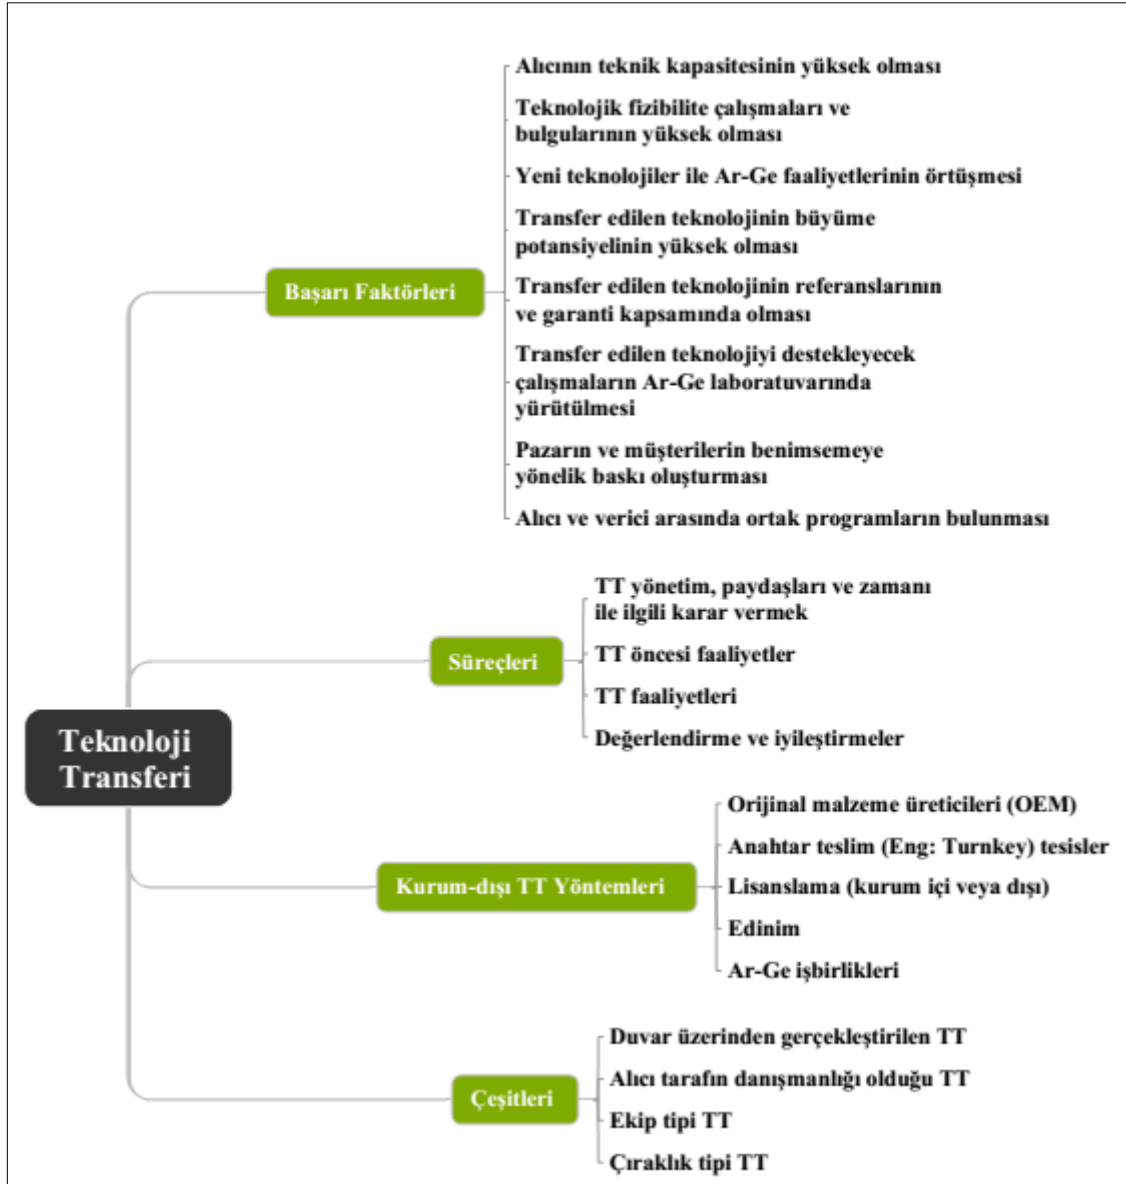 Teknoloji
Transferi
Başarı Faktörleri
Alıcının teknik kapasitesinin yüksek olması
Teknolojik fizibilite çalışmaları ve
bulgularının yüksek olması
Yeni teknolojiler ile Ar-Ge faaliyetlerinin örtüşmesi
Transfer edilen teknolojinin büyüme
potansiyelinin yüksek olması
Transfer edilen teknolojinin referanslarının
ve garanti kapsamında olması
Transfer edilen teknolojiyi destekleyecek
çalışmaların Ar-Ge laboratuvarında
yürütülmesi
Pazarın ve müşterilerin benimsemeye
yönelik baskı oluşturması
Alıcı ve verici arasında ortak programların bulunması
Süreçleri
TT yönetim, paydaşları ve zamanı
ile ilgili karar vermek
TT öncesi faaliyetler
TT faaliyetleri
Değerlendirme ve iyileştirmeler
Kurum-dışı TT Yöntemleri
Orijinal malzeme üreticileri (OEM)
Anahtar teslim (Eng: Turnkey) tesisler
Lisanslama (kurum içi veya dışı)
Edinim
Ar-Ge işbirlikleri
Çeşitleri
Duvar üzerinden gerçekleştirilen TT
Alıcı tarafın danışmanlığı olduğu TT
Ekip tipi TT
Çıraklık tipi TT